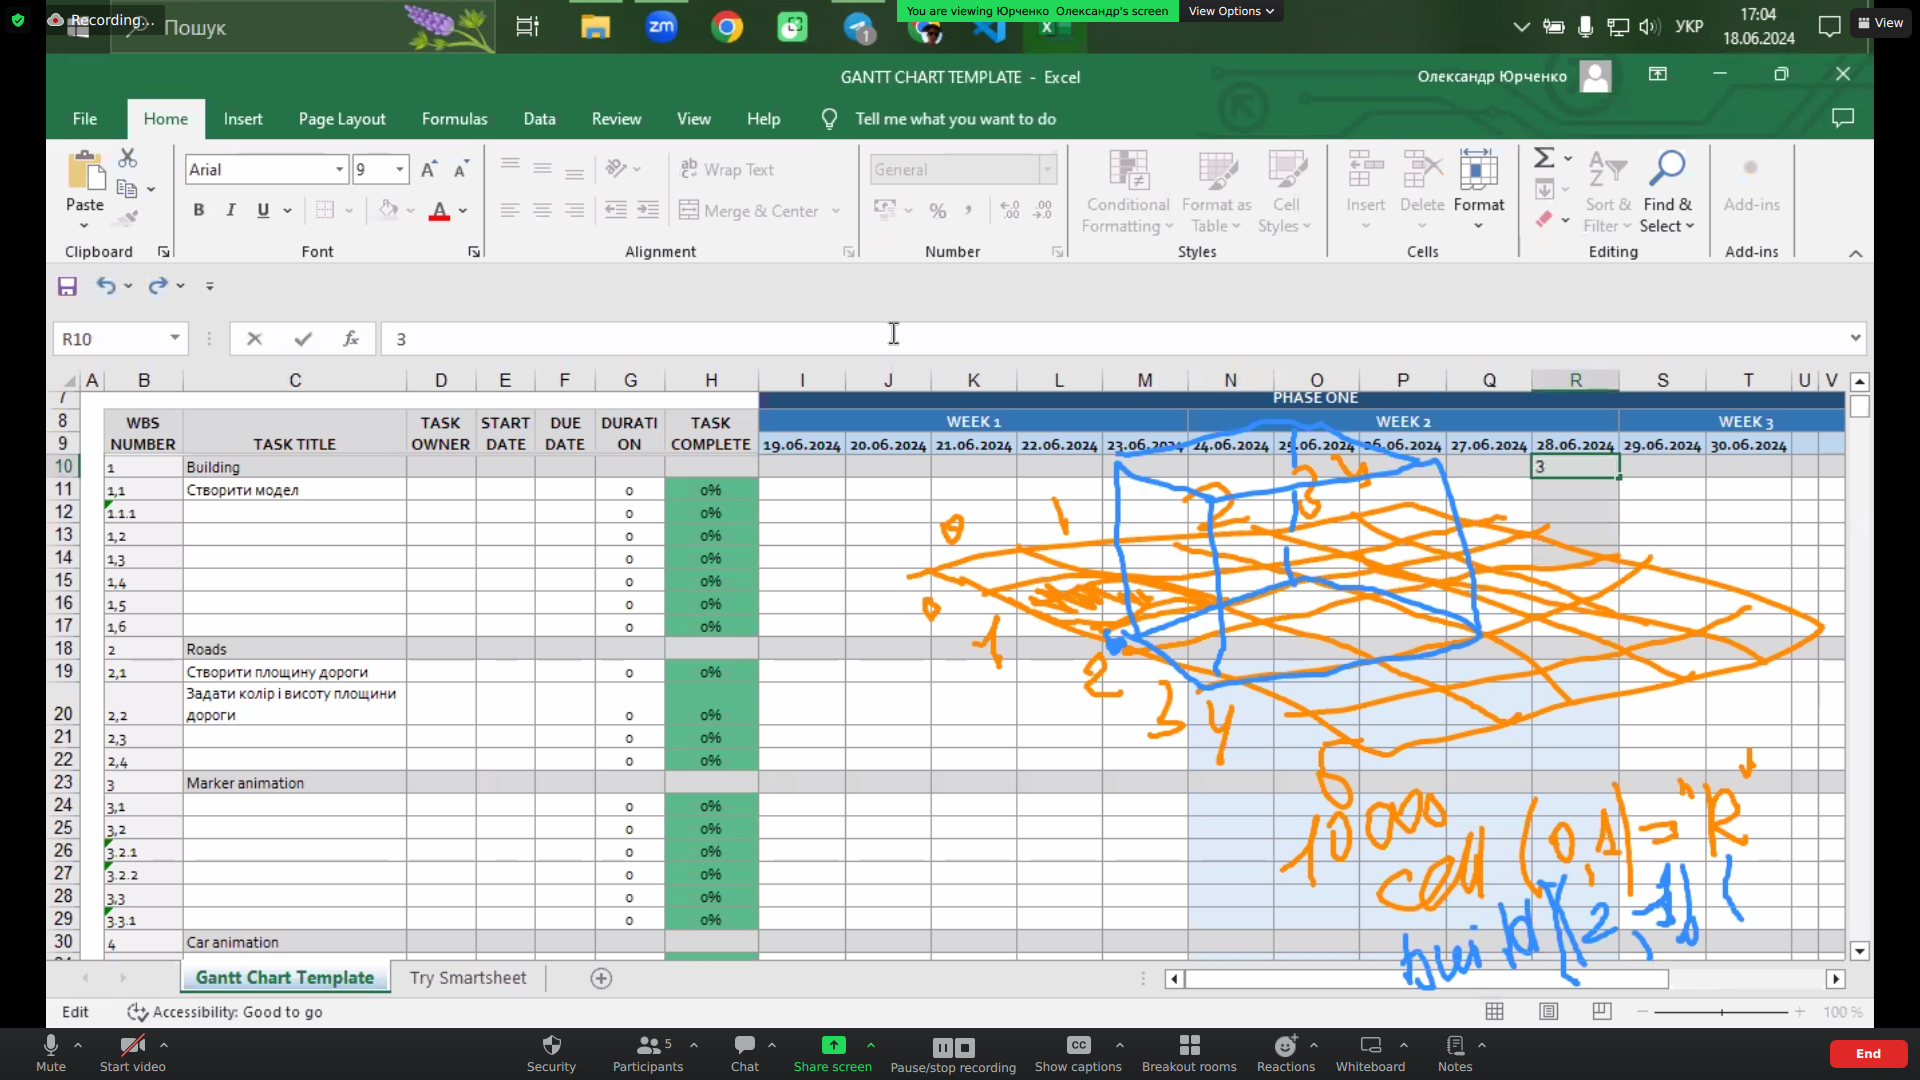 Recording...
Пошук
You are viewing Юрченко Олександр's screen
View Options
УКР
17:04
18.06.2024
View
GANTT CHART TEMPLATE - Excel
Олександр Юрченко
File Home Insert Page Layout Formulas Data Review View Help Tell me what you want to do
Paste
Clipboard
Arial 9
B I U
Font
Wrap Text
Merge & Center
Alignment
General
Number
Conditional Formatting
Format as Table
Cell Styles
Styles
Insert Delete Format
Cells
Sort & Filter
Find & Select
Editing
Add-ins
Add-ins
R10 fx 3
A B C D E F G H I J K L M N O P Q R S T U V
7 PHASE ONE
8 WBS NUMBER TASK TITLE TASK OWNER START DATE DUE DATE DURATION TASK COMPLETE WEEK 1 WEEK 2 WEEK 3
9 19.06.2024 20.06.2024 21.06.2024 22.06.2024 23.06.2024 24.06.2024 25.06.2024 26.06.2024 27.06.2024 28.06.2024 29.06.2024 30.06.2024
10 1 Building 3
11 1,1 Створити модел 0 0%
12 1.1.1 0 0%
13 1,2 0 0%
14 1,3 0 0%
15 1,4 0 0%
16 1,5 0 0%
17 1,6 0 0%
18 2 Roads
19 2,1 Створити площину дороги 0 0%
20 2,2 Задати колір і висоту площини дороги 0 0%
21 2,3 0 0%
22 2,4 0 0%
23 3 Marker animation
24 3,1 0 0%
25 3,2 0 0%
26 3.2.1 0 0%
27 3.2.2 0 0%
28 3,3 0 0%
29 3.3.1 0 0%
30 4 Car animation
0 1 2 3
0 1 2 3 4
10000
cell (0,1) = "R
build (2,1)
Gantt Chart Template Try Smartsheet
Edit Accessibility: Good to go 100 %
Mute Start video Security Participants 5 Chat Share screen Pause/stop recording Show captions Breakout rooms Reactions Whiteboard Notes End